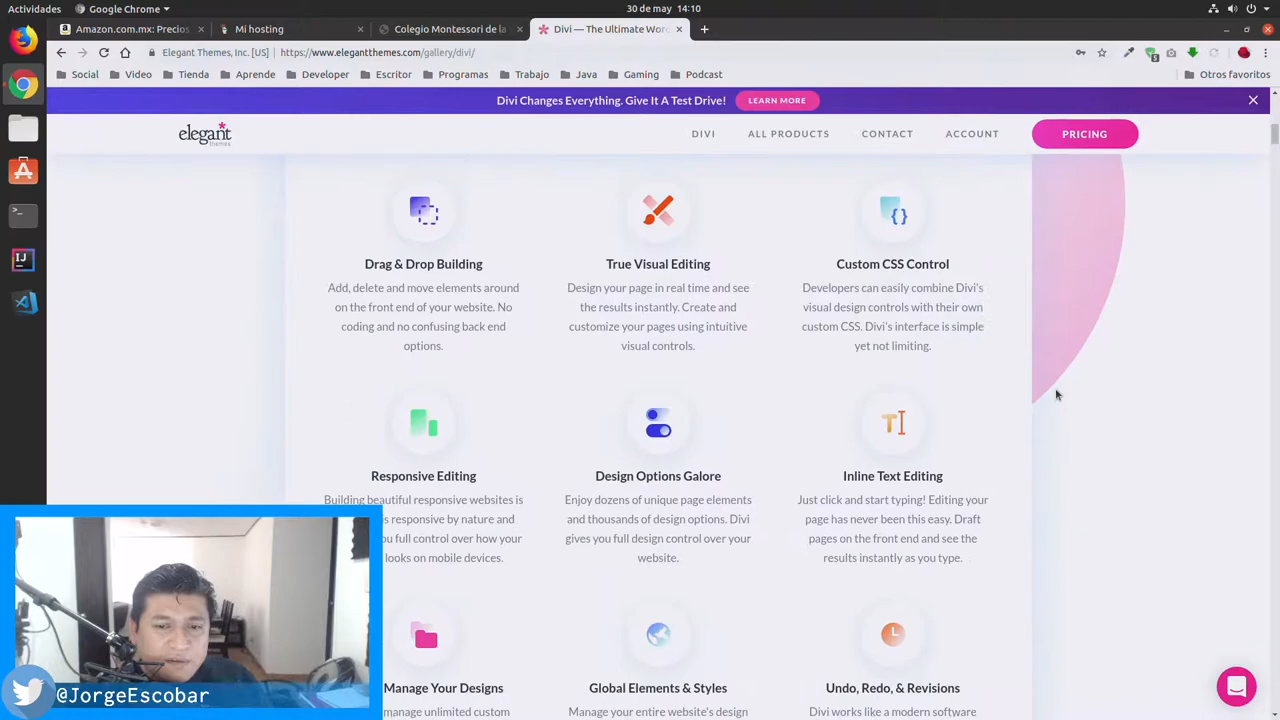 Actividades
Google Chrome
30 de may 14:10
Amazon.com.mx: Precios
Mi hosting
Colegio Montessori de la
Divi — The Ultimate Wor
Elegant Themes, Inc. [US]
https://www.elegantthemes.com/gallery/divi/
Social
Video
Tienda
Aprende
Developer
Escritor
Programas
Trabajo
Java
Gaming
Podcast
Otros favoritos
Divi Changes Everything. Give It A Test Drive!
LEARN MORE
elegant
themes
DIVI
ALL PRODUCTS
CONTACT
ACCOUNT
PRICING
Drag & Drop Building
Add, delete and move elements around
on the front end of your website. No
coding and no confusing back end
options.
True Visual Editing
Design your page in real time and see
the results instantly. Create and
customize your pages using intuitive
visual controls.
Custom CSS Control
Developers can easily combine Divi's
visual design controls with their own
custom CSS. Divi's interface is simple
yet not limiting.
Responsive Editing
Building beautiful responsive websites is
is responsive by nature and
u full control over how your
looks on mobile devices.
Design Options Galore
Enjoy dozens of unique page elements
and thousands of design options. Divi
gives you full design control over your
website.
Inline Text Editing
Just click and start typing! Editing your
page has never been this easy. Draft
pages on the front end and see the
results instantly as you type.
Manage Your Designs
manage unlimited custom
Global Elements & Styles
Manage your entire website's design
Undo, Redo, & Revisions
Divi works like a modern software
@JorgeEscobar